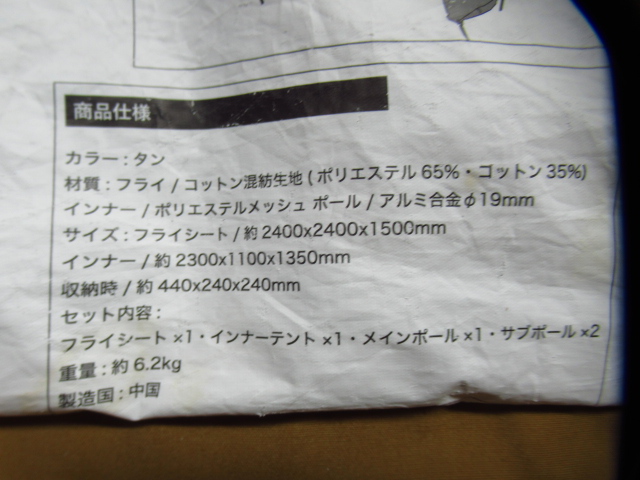 商品仕様
カラー：タン
材質：フライ / コットン混紡生地 ( ポリエステル 65%・コットン 35%)
インナー / ポリエステルメッシュ ポール / アルミ合金φ19mm
サイズ：フライシート / 約 2400x2400x1500mm
インナー / 約 2300x1100x1350mm
収納時 / 約 440x240x240mm
セット内容：
フライシート ×1・インナーテント ×1・メインポール ×1・サブポール ×2
重量：約 6.2kg
製造国：中国